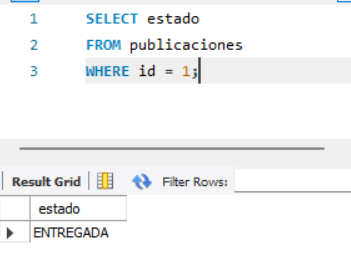 1 SELECT estado
2 FROM publicaciones
3 WHERE id = 1;
Result Grid Filter Rows:
estado
ENTREGADA